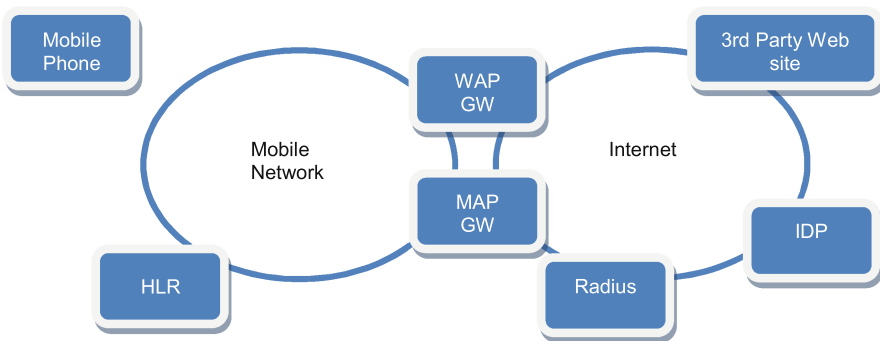 Mobile
Phone
3rd Party Web
site
WAP
GW
Mobile
Network
Internet
MAP
GW
IDP
HLR
Radius